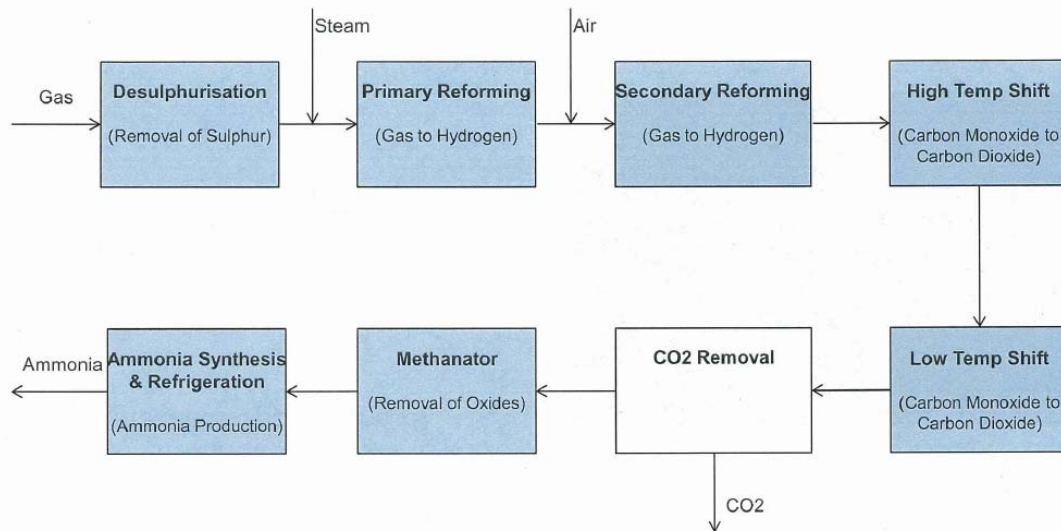 Steam
Air
Gas
Desulphurisation
(Removal of Sulphur)
Primary Reforming
(Gas to Hydrogen)
Secondary Reforming
(Gas to Hydrogen)
High Temp Shift
(Carbon Monoxide to
Carbon Dioxide)
Ammonia
Ammonia Synthesis
& Refrigeration
(Ammonia Production)
Methanator
(Removal of Oxides)
CO2 Removal
Low Temp Shift
(Carbon Monoxide to
Carbon Dioxide)
CO2